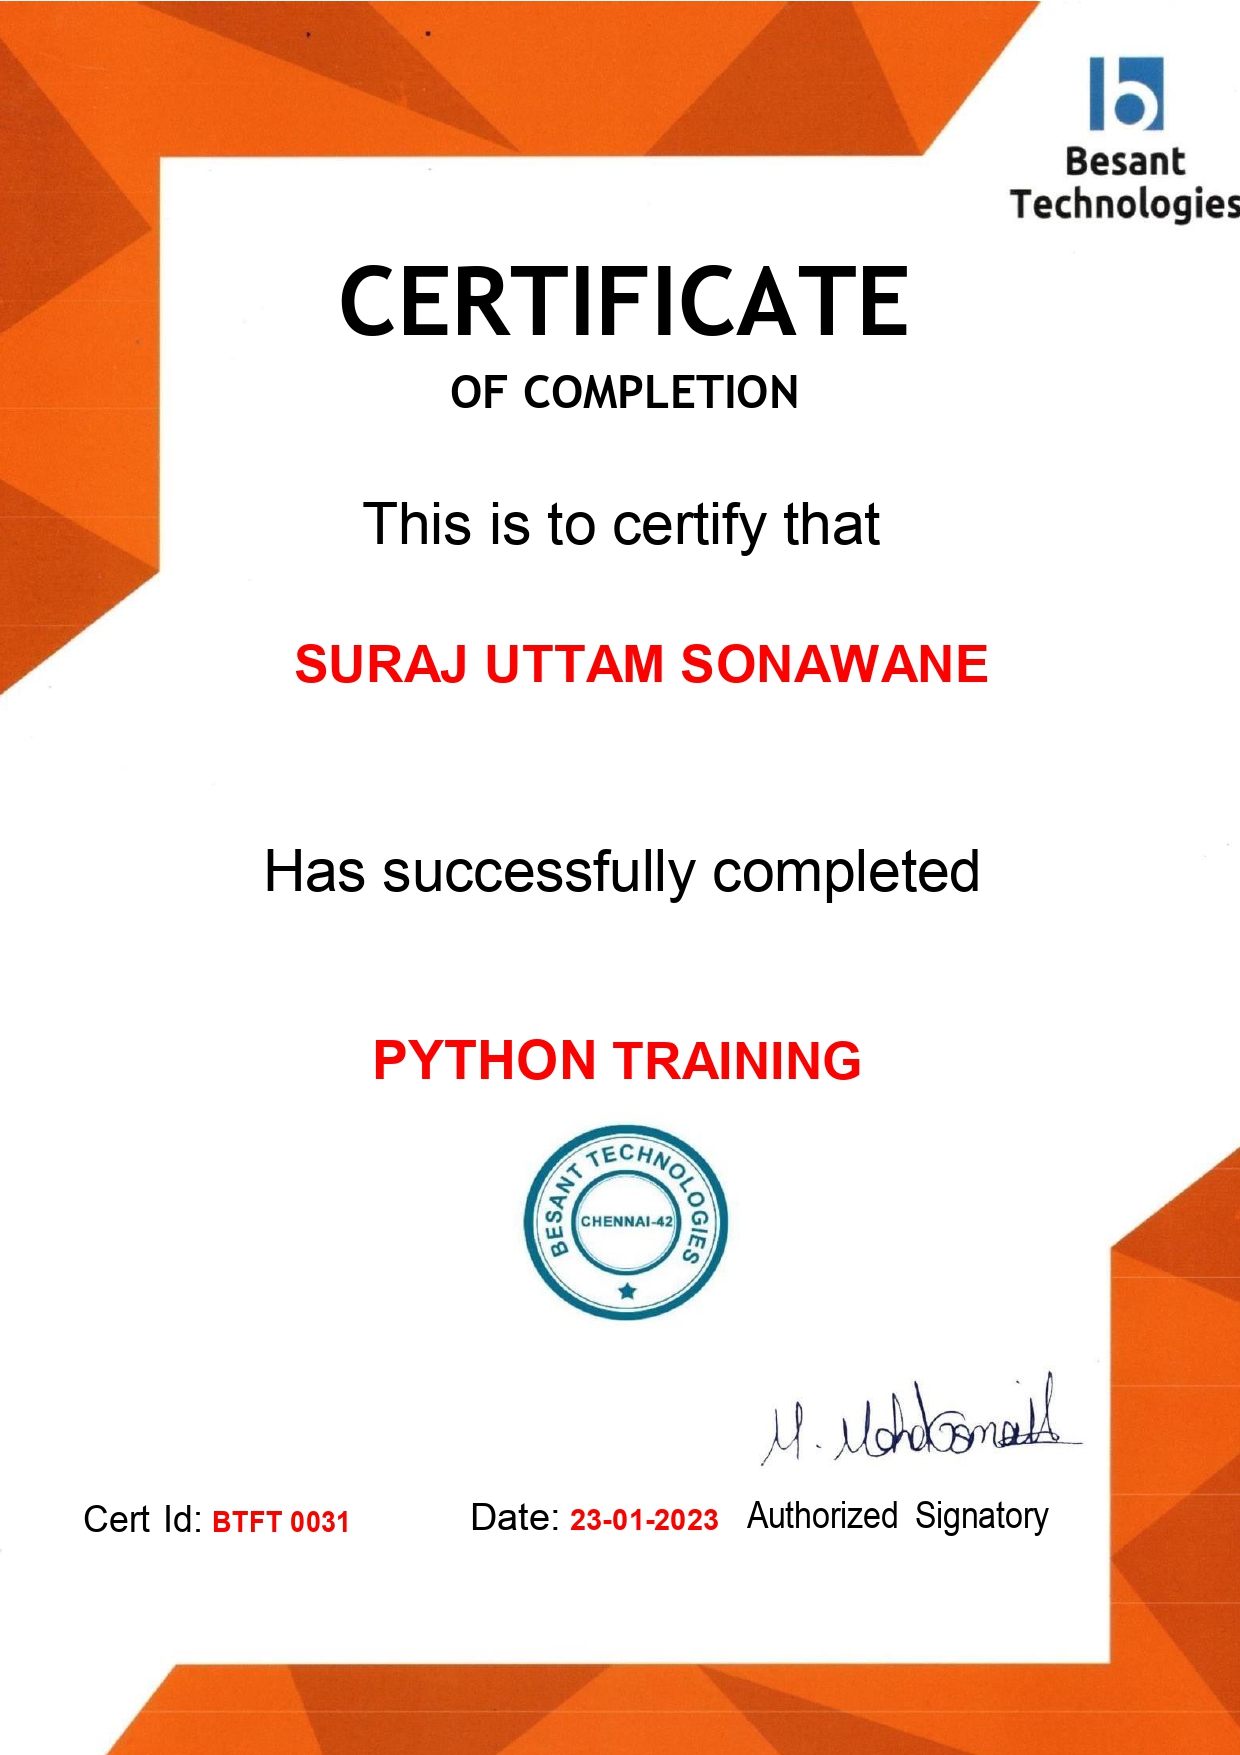 Besant
Technologies
CERTIFICATE
OF COMPLETION
This is to certify that
SURAJ UTTAM SONAWANE
Has successfully completed
PYTHON TRAINING
BESANT TECHNOLOGIES
CHENNAI-42
Cert Id: BTFT 0031 Date: 23-01-2023 Authorized Signatory